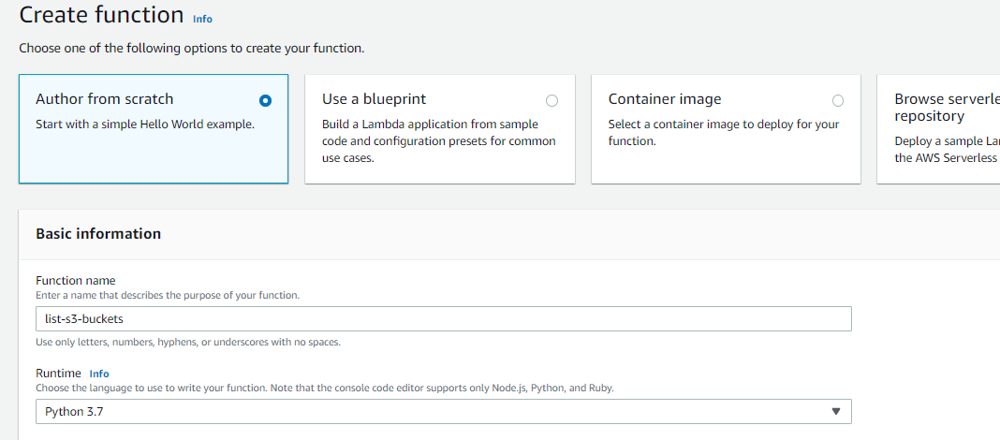 Create function Info
Choose one of the following options to create your function.
Author from scratch
Start with a simple Hello World example.
Use a blueprint
Build a Lambda application from sample
code and configuration presets for common
use cases.
Container image
Select a container image to deploy for your
function.
Browse serverle
repository
Deploy a sample La
the AWS Serverless
Basic information
Function name
Enter a name that describes the purpose of your function.
list-s3-buckets
Use only letters, numbers, hyphens, or underscores with no spaces.
Runtime Info
Choose the language to use to write your function. Note that the console code editor supports only Node.js, Python, and Ruby.
Python 3.7